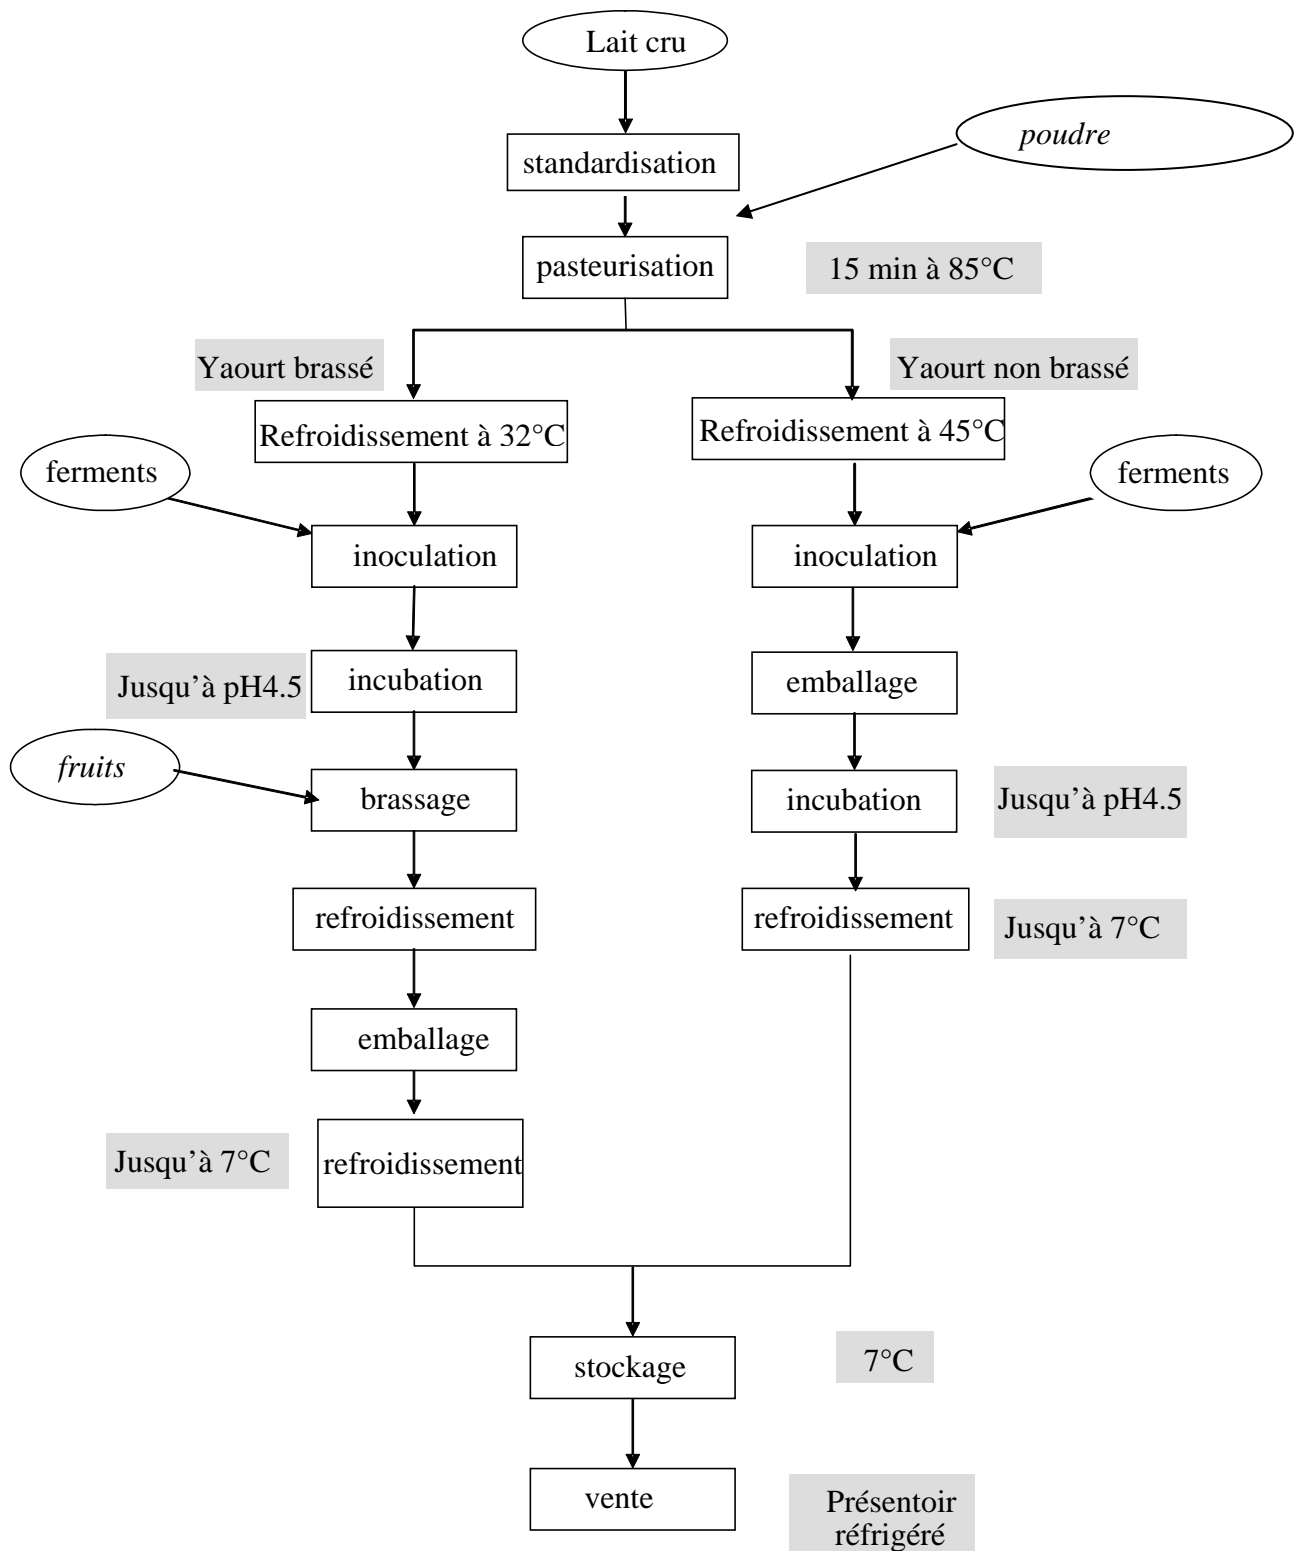 Lait cru
poudre
standardisation
pasteurisation
15 min à 85°C
Yaourt brassé
Yaourt non brassé
Refroidissement à 32°C
Refroidissement à 45°C
ferments
ferments
inoculation
inoculation
Jusqu’à pH4.5
incubation
emballage
fruits
brassage
incubation
Jusqu’à pH4.5
refroidissement
refroidissement
Jusqu’à 7°C
emballage
Jusqu’à 7°C
refroidissement
stockage
7°C
vente
Présentoir
réfrigéré